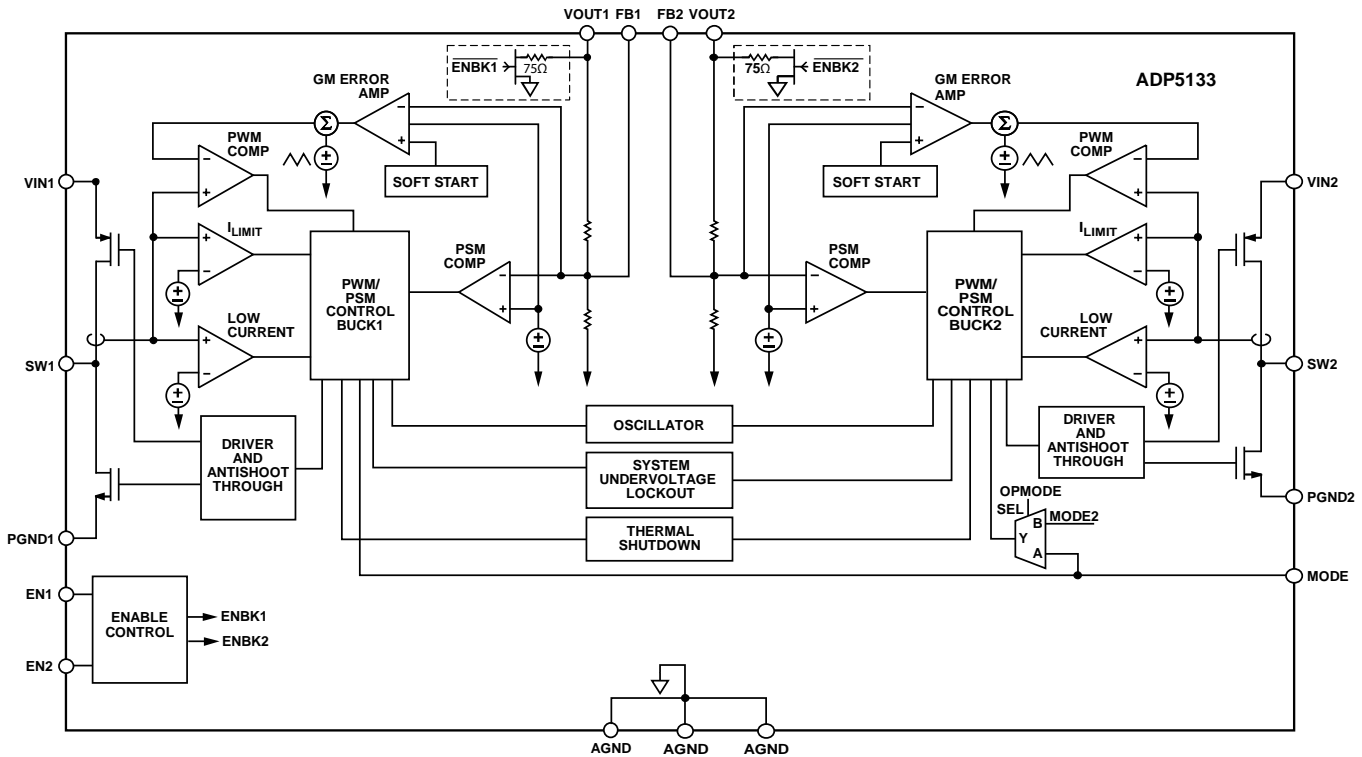 VOUT1 FB1 FB2 VOUT2
ENBK1
75Ω
75Ω
ENBK2
ADP5133
GM ERROR
AMP
GM ERROR
AMP
Σ
Σ
PWM
COMP
PWM
COMP
SOFT START
SOFT START
VIN1
VIN2
ILIMIT
ILIMIT
PWM/
PSM
CONTROL
BUCK1
PSM
COMP
PSM
COMP
PWM/
PSM
CONTROL
BUCK2
LOW
CURRENT
LOW
CURRENT
SW1
SW2
DRIVER
AND
ANTISHOOT
THROUGH
OSCILLATOR
SYSTEM
UNDERVOLTAGE
LOCKOUT
THERMAL
SHUTDOWN
DRIVER
AND
ANTISHOOT
THROUGH
OPMODE
SEL
B
MODE2
Y
A
PGND1
PGND2
MODE
EN1
ENABLE
CONTROL
ENBK1
ENBK2
EN2
AGND
AGND
AGND